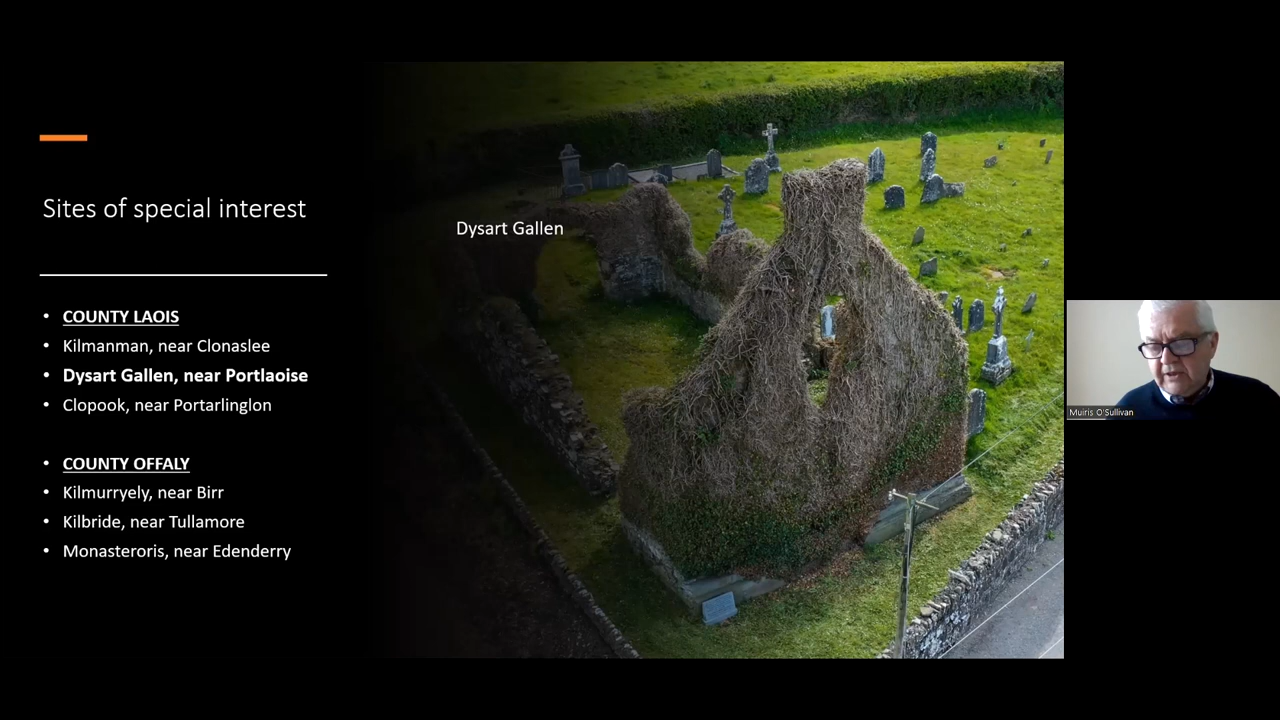 Sites of special interest
Dysart Gallen
• COUNTY LAOIS
• Kilmanman, near Clonaslee
• Dysart Gallen, near Portlaoise
• Clopook, near Portarlinglon
• COUNTY OFFALY
• Kilmurryely, near Birr
• Kilbride, near Tullamore
• Monasteroris, near Edenderry
Muiris O'Sullivan